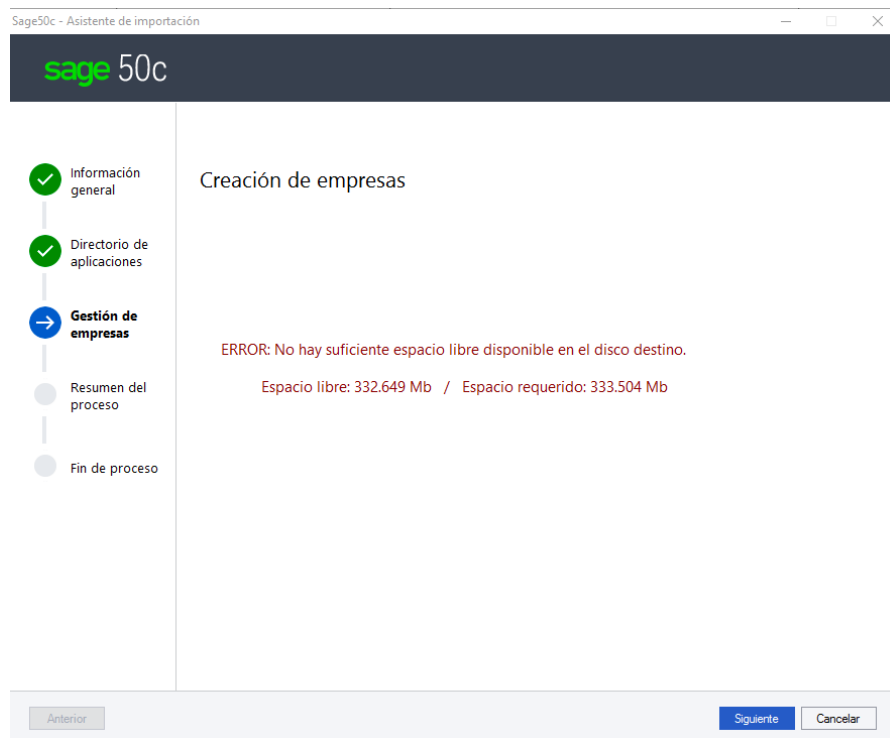 Sage50c - Asistente de importación
sage 50c
Información
general
Directorio de
aplicaciones
Gestión de
empresas
Resumen del
proceso
Fin de proceso
Creación de empresas
ERROR: No hay suficiente espacio libre disponible en el disco destino.
Espacio libre: 332.649 Mb / Espacio requerido: 333.504 Mb
Anterior
Siguiente
Cancelar